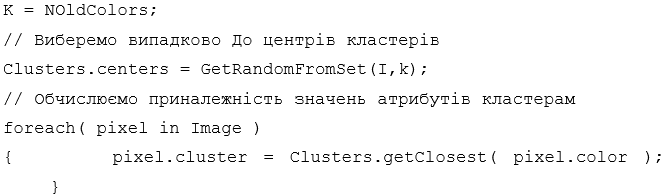 K = NOldColors;
// Виберемо випадково До центрів кластерів
Clusters.centers = GetRandomFromSet(I,k);
// Обчислюємо приналежність значень атрибутів кластерам
foreach( pixel in Image )
{ pixel.cluster = Clusters.getClosest( pixel.color );
}